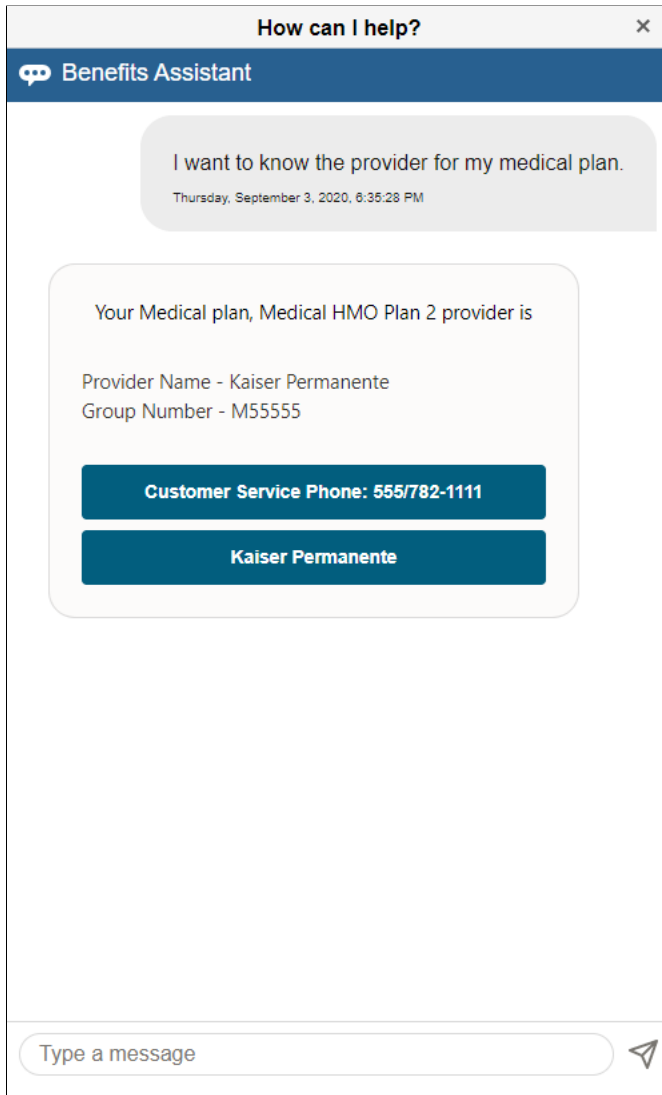 How can I help?
Benefits Assistant
I want to know the provider for my medical plan.
Thursday, September 3, 2020, 6:35:28 PM
Your Medical plan, Medical HMO Plan 2 provider is
Provider Name - Kaiser Permanente
Group Number - M55555
Customer Service Phone: 555/782-1111
Kaiser Permanente
Type a message